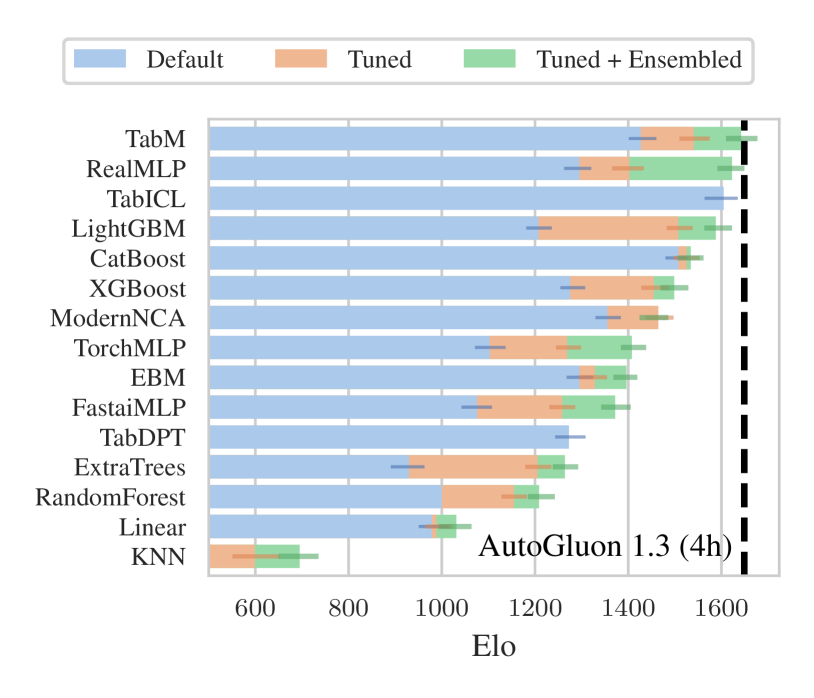 Default Tuned Tuned + Ensembled
TabM
RealMLP
TabICL
LightGBM
CatBoost
XGBoost
ModernNCA
TorchMLP
EBM
FastaiMLP
TabDPT
ExtraTrees
RandomForest
Linear
KNN
AutoGluon 1.3 (4h)
600 800 1000 1200 1400 1600
Elo